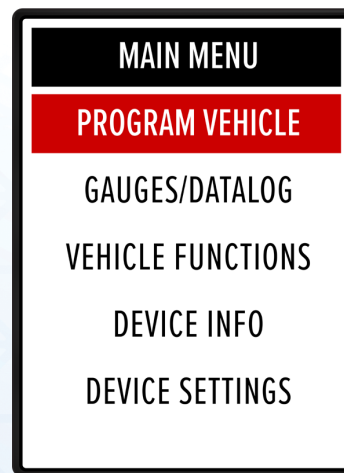 MAIN MENU
PROGRAM VEHICLE
GAUGES/DATALOG
VEHICLE FUNCTIONS
DEVICE INFO
DEVICE SETTINGS